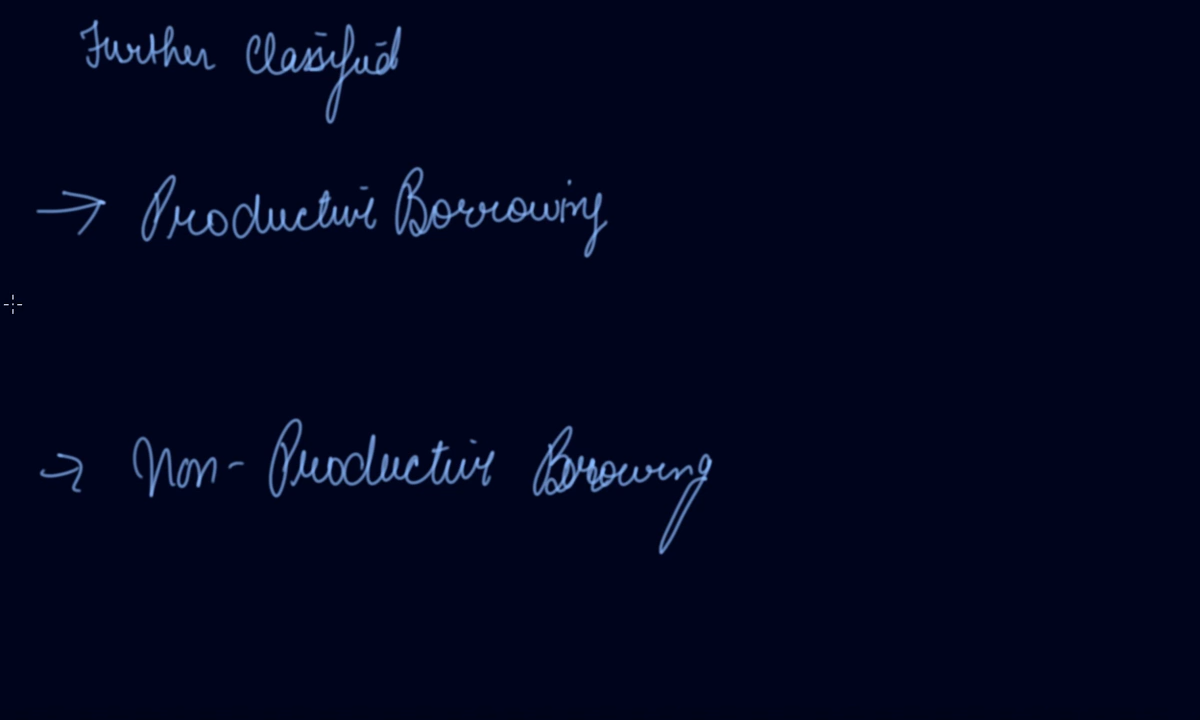 Further Classified
→ Productive Borrowing
→ Non-Productive Borrowing